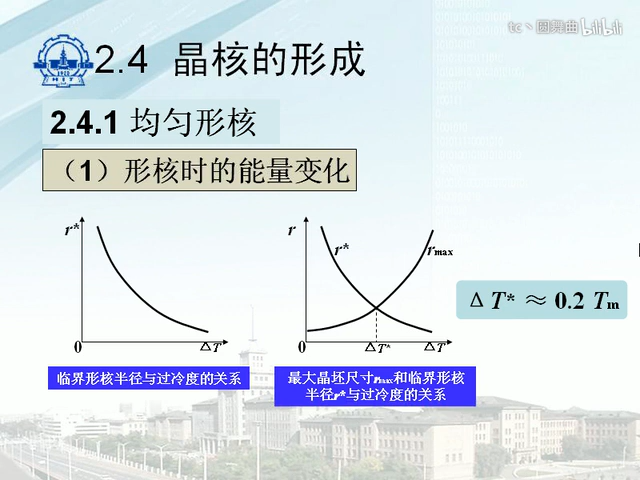 tc丶圆舞曲 bilibili
HIT
2.4 晶核的形成
2.4.1 均匀形核
（1）形核时的能量变化
r*
0
ΔT
r
r*
rmax
0
ΔT*
ΔT
ΔT* ≈ 0.2 Tm
临界形核半径与过冷度的关系
最大晶坯尺寸rmax和临界形核
半径r*与过冷度的关系